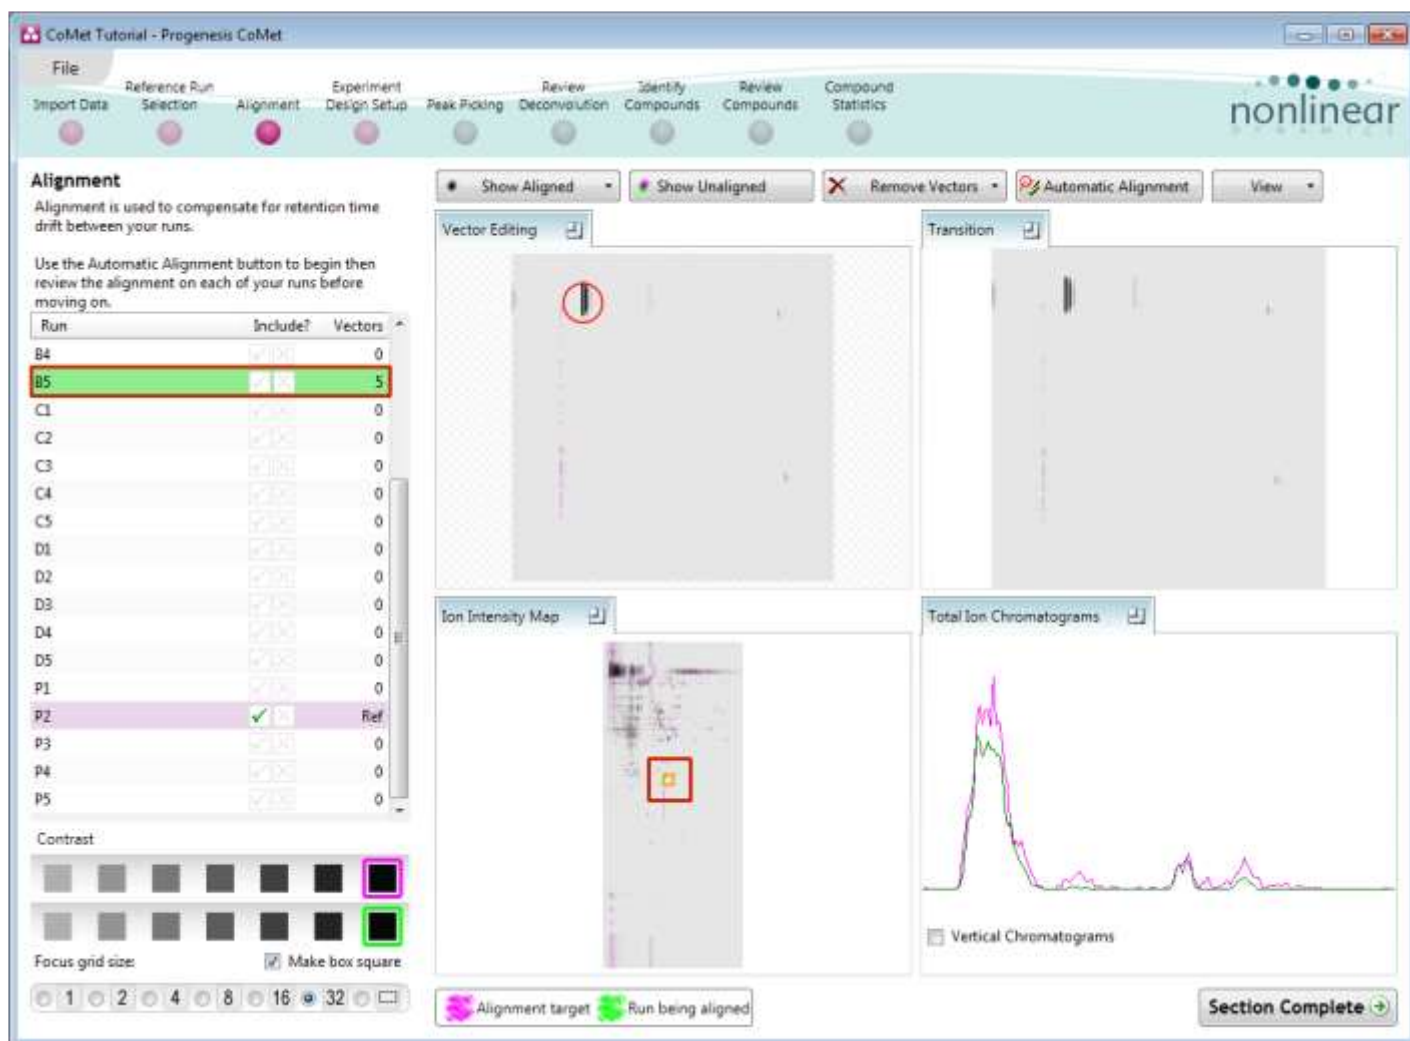 CoMet Tutorial - Progenesis CoMet
File
Import Data
Reference Run Selection
Alignment
Experiment Design Setup
Peak Picking
Review Deconvolution
Identify Compounds
Review Compounds
Compound Statistics
nonlinear
DYNAMICS
Alignment
Alignment is used to compensate for retention time
drift between your runs.
Use the Automatic Alignment button to begin then
review the alignment on each of your runs before
moving on.
Run Include? Vectors
B4 0
B5 5
C1 0
C2 0
C3 0
C4 0
C5 0
D1 0
D2 0
D3 0
D4 0
D5 0
P1 0
P2 Ref
P3 0
P4 0
P5 0
Contrast
Focus grid size: Make box square
1 2 4 8 16 32
Show Aligned Show Unaligned Remove Vectors Automatic Alignment View
Vector Editing
Transition
Ion Intensity Map
Total Ion Chromatograms
Vertical Chromatograms
Alignment target Run being aligned
Section Complete